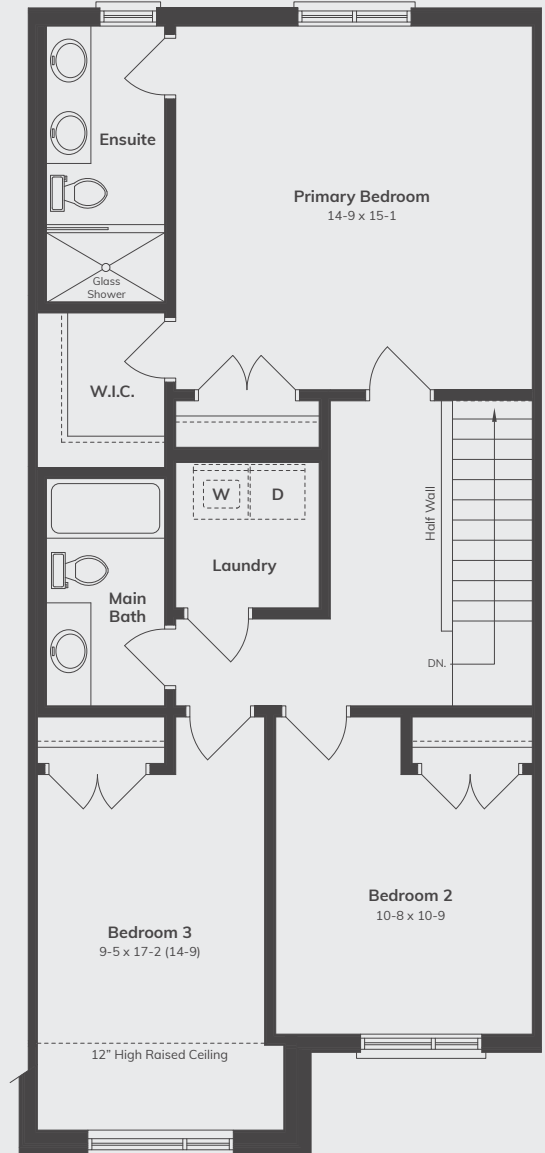 Ensuite
Primary Bedroom
14-9 x 15-1
Glass
Shower
W.I.C.
W
D
Laundry
Half Wall
Main
Bath
DN.
Bedroom 2
10-8 x 10-9
Bedroom 3
9-5 x 17-2 (14-9)
12” High Raised Ceiling